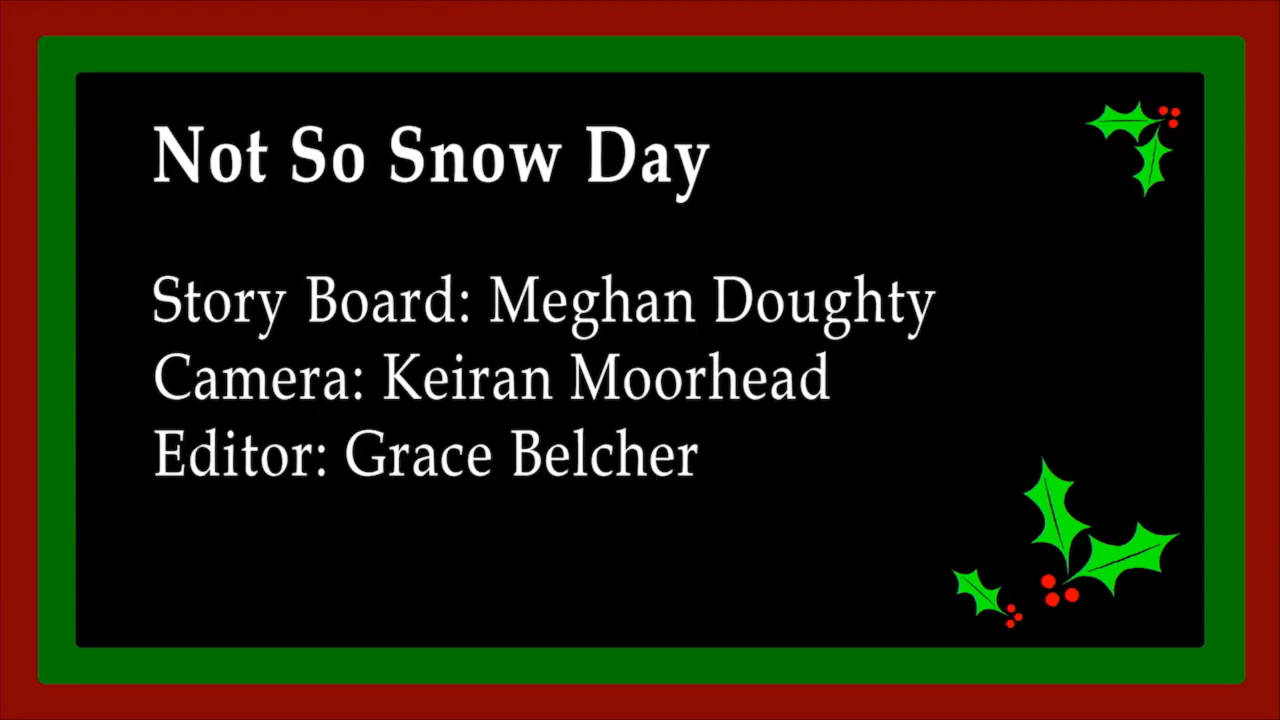 Not So Snow Day
Story Board: Meghan Doughty
Camera: Keiran Moorhead
Editor: Grace Belcher